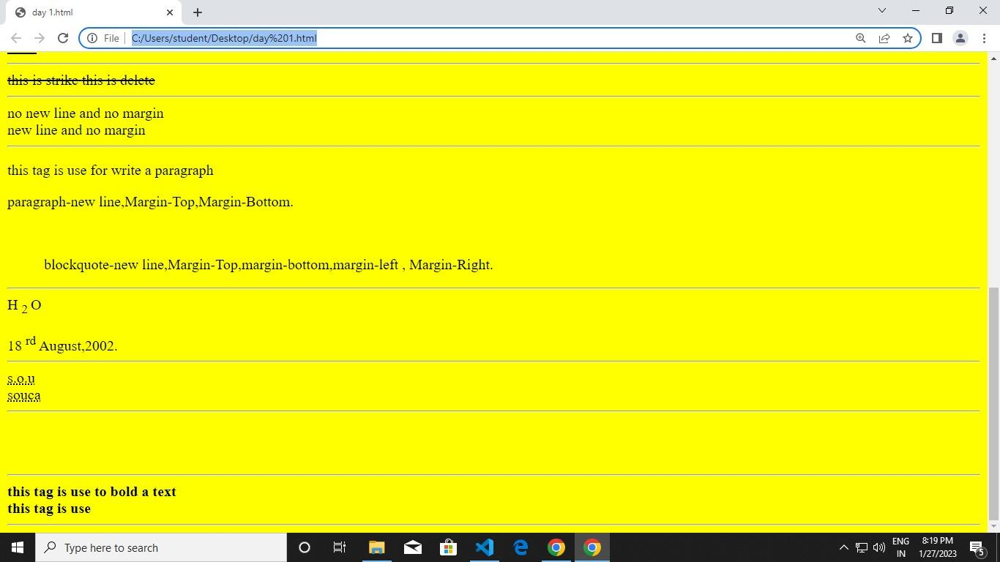 day 1.html
File
C:/Users/student/Desktop/day%201.html
this is strike this is delete
no new line and no margin
new line and no margin
this tag is use for write a paragraph
paragraph-new line,Margin-Top,Margin-Bottom.
blockquote-new line,Margin-Top,margin-bottom,margin-left , Margin-Right.
H 2 O
18 rd August,2002.
s.o.u
souca
this tag is use to bold a text
this tag is use
Type here to search
ENG
IN
8:19 PM
1/27/2023
5